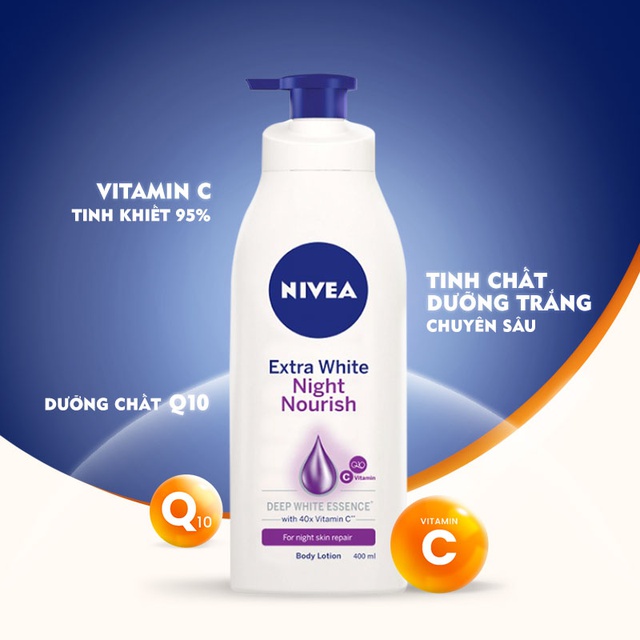 VITAMIN C
TINH KHIẾT 95%
TINH CHẤT
DƯỠNG TRẮNG
CHUYÊN SÂU
DƯỠNG CHẤT Q10
NIVEA
Extra White
Night
Nourish
Q10
C Vitamin
DEEP WHITE ESSENCE
with 40x Vitamin C**
For night skin repair
Body Lotion 400 ml
Q10
VITAMIN
C